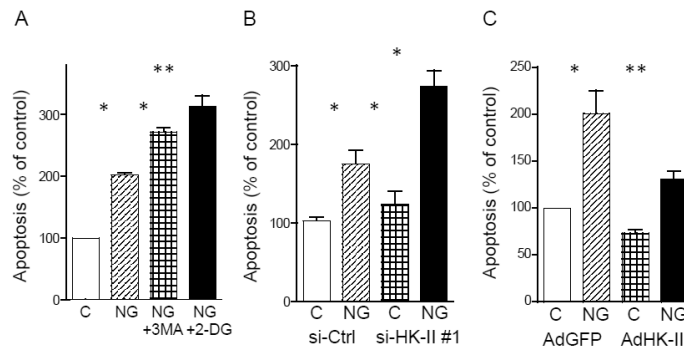 A
Apoptosis (% of control)
300
200
100
0
*
*
**
C NG NG NG
+3MA +2-DG
B
Apoptosis (% of control)
300
200
100
0
*
*
*
C NG C NG
si-Ctrl si-HK-II #1
C
Apoptosis (% of control)
250
200
150
100
50
0
*
**
C NG C NG
AdGFP AdHK-II